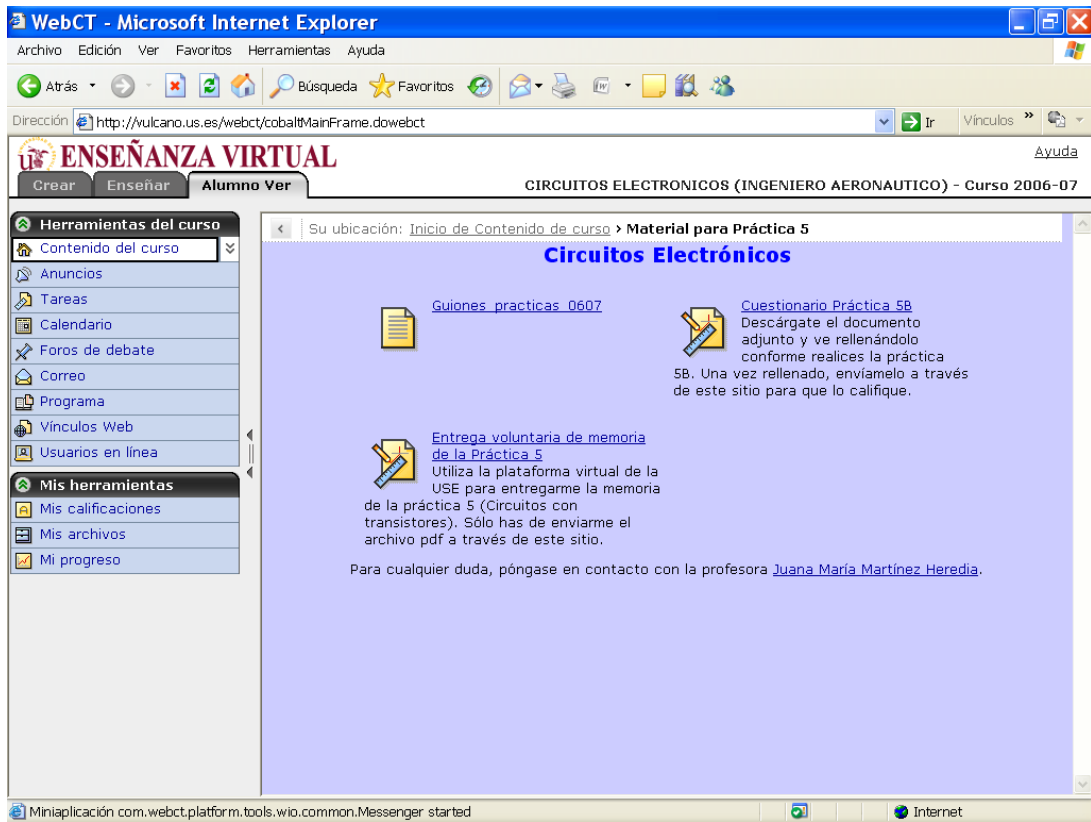 WebCT - Microsoft Internet Explorer
Archivo Edición Ver Favoritos Herramientas Ayuda
Atrás Búsqueda Favoritos
Dirección http://vulcano.us.es/webct/cobaltMainFrame.dowebct Ir Vínculos »
ENSEÑANZA VIRTUAL
Ayuda
Crear Enseñar Alumno Ver CIRCUITOS ELECTRONICOS (INGENIERO AERONAUTICO) - Curso 2006-07
Herramientas del curso
Contenido del curso
Anuncios
Tareas
Calendario
Foros de debate
Correo
Programa
Vínculos Web
Usuarios en línea
Mis herramientas
Mis calificaciones
Mis archivos
Mi progreso
Su ubicación: Inicio de Contenido de curso › Material para Práctica 5
Circuitos Electrónicos
Guiones_practicas_0607
Cuestionario Práctica 5B
Descárgate el documento
adjunto y ve rellenándolo
conforme realices la práctica
5B. Una vez rellenado, envíamelo a través
de este sitio para que lo califique.
Entrega voluntaria de memoria
de la Práctica 5
Utiliza la plataforma virtual de la
USE para entregarme la memoria
de la práctica 5 (Circuitos con
transistores). Sólo has de enviarme el
archivo pdf a través de este sitio.
Para cualquier duda, póngase en contacto con la profesora Juana María Martínez Heredia.
Miniaplicación com.webct.platform.tools.wio.common.Messenger started Internet